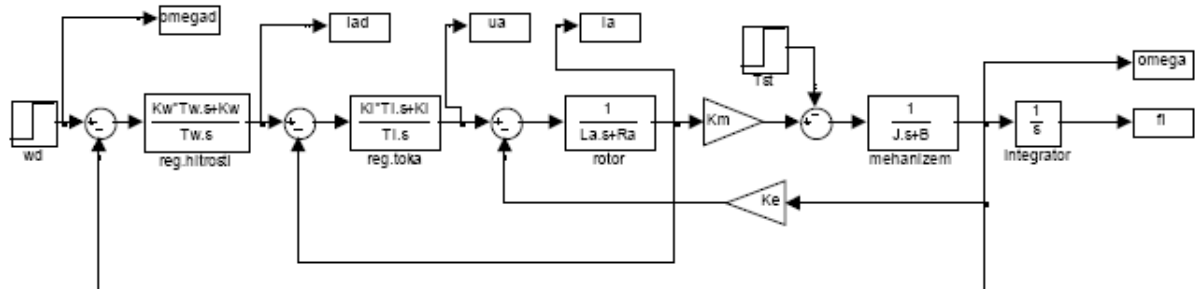 omegad
Iad
ua
Ia
Tst
omega
wd
Kw*Tw.s+Kw
Tw.s
reg.hitrosti
KI*TI.s+KI
TI.s
reg.toka
1
La.s+Ra
rotor
Km
1
J.s+B
mehanizem
1
s
Integrator
fi
Ke